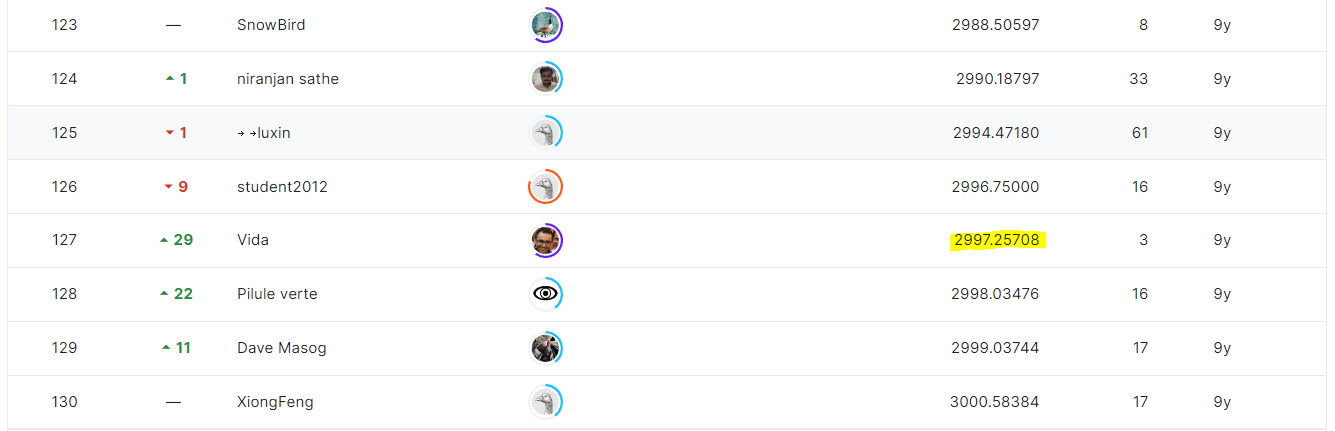 123 — SnowBird 2988.50597 8 9y
124 1 niranjan sathe 2990.18797 33 9y
125 1 → →luxin 2994.47180 61 9y
126 9 student2012 2996.75000 16 9y
127 29 Vida 2997.25708 3 9y
128 22 Pilule verte 2998.03476 16 9y
129 11 Dave Masog 2999.03744 17 9y
130 — XiongFeng 3000.58384 17 9y